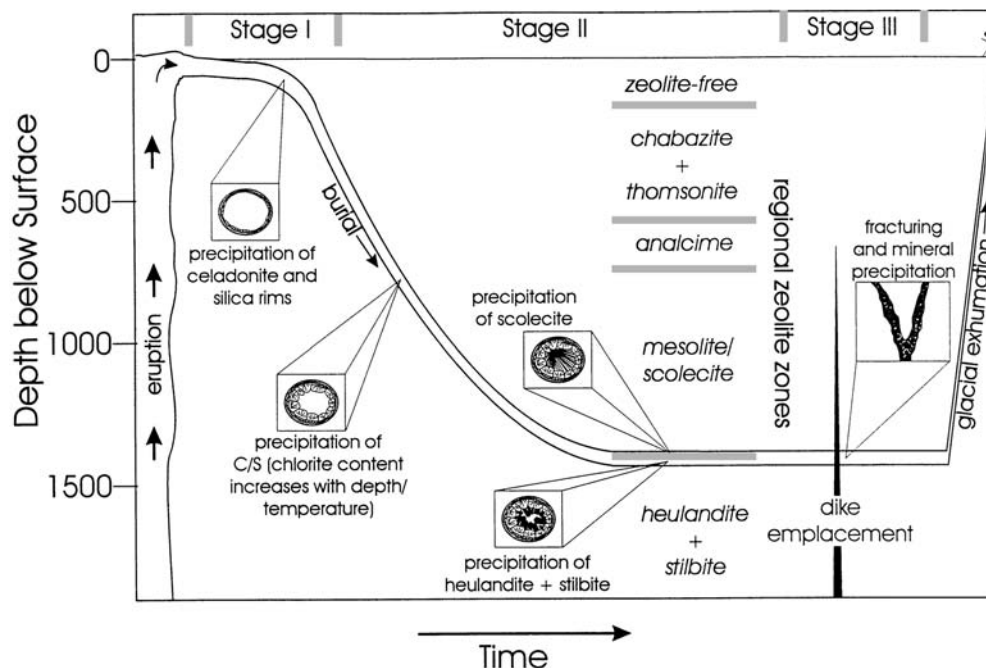 Stage I
Stage II
Stage III
Depth below Surface
0
500
1000
1500
eruption
burial
precipitation of
celadonite and
silica rims
precipitation of
C/S (chlorite content
increases with depth/
temperature)
precipitation
of scolecite
precipitation of
heulandite + stilbite
zeolite-free
chabazite
+
thomsonite
analcime
mesolite/
scolecite
heulandite
+
stilbite
regional zeolite zones
fracturing
and mineral
precipitation
dike
emplacement
glacial exhumation
Time